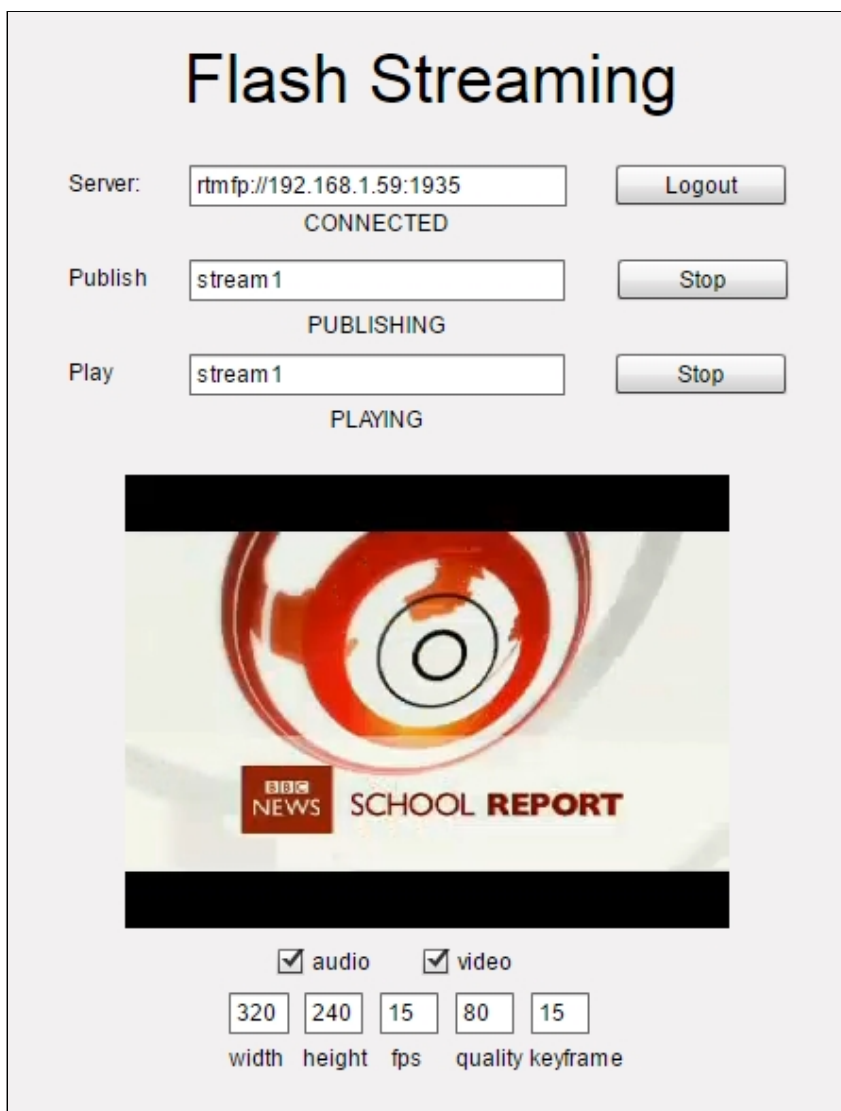 Flash Streaming
Server: rtmfp://192.168.1.59:1935 Logout
CONNECTED
Publish stream1 Stop
PUBLISHING
Play stream1 Stop
PLAYING
BBC
NEWS SCHOOL REPORT
audio video
320 240 15 80 15
width height fps quality keyframe